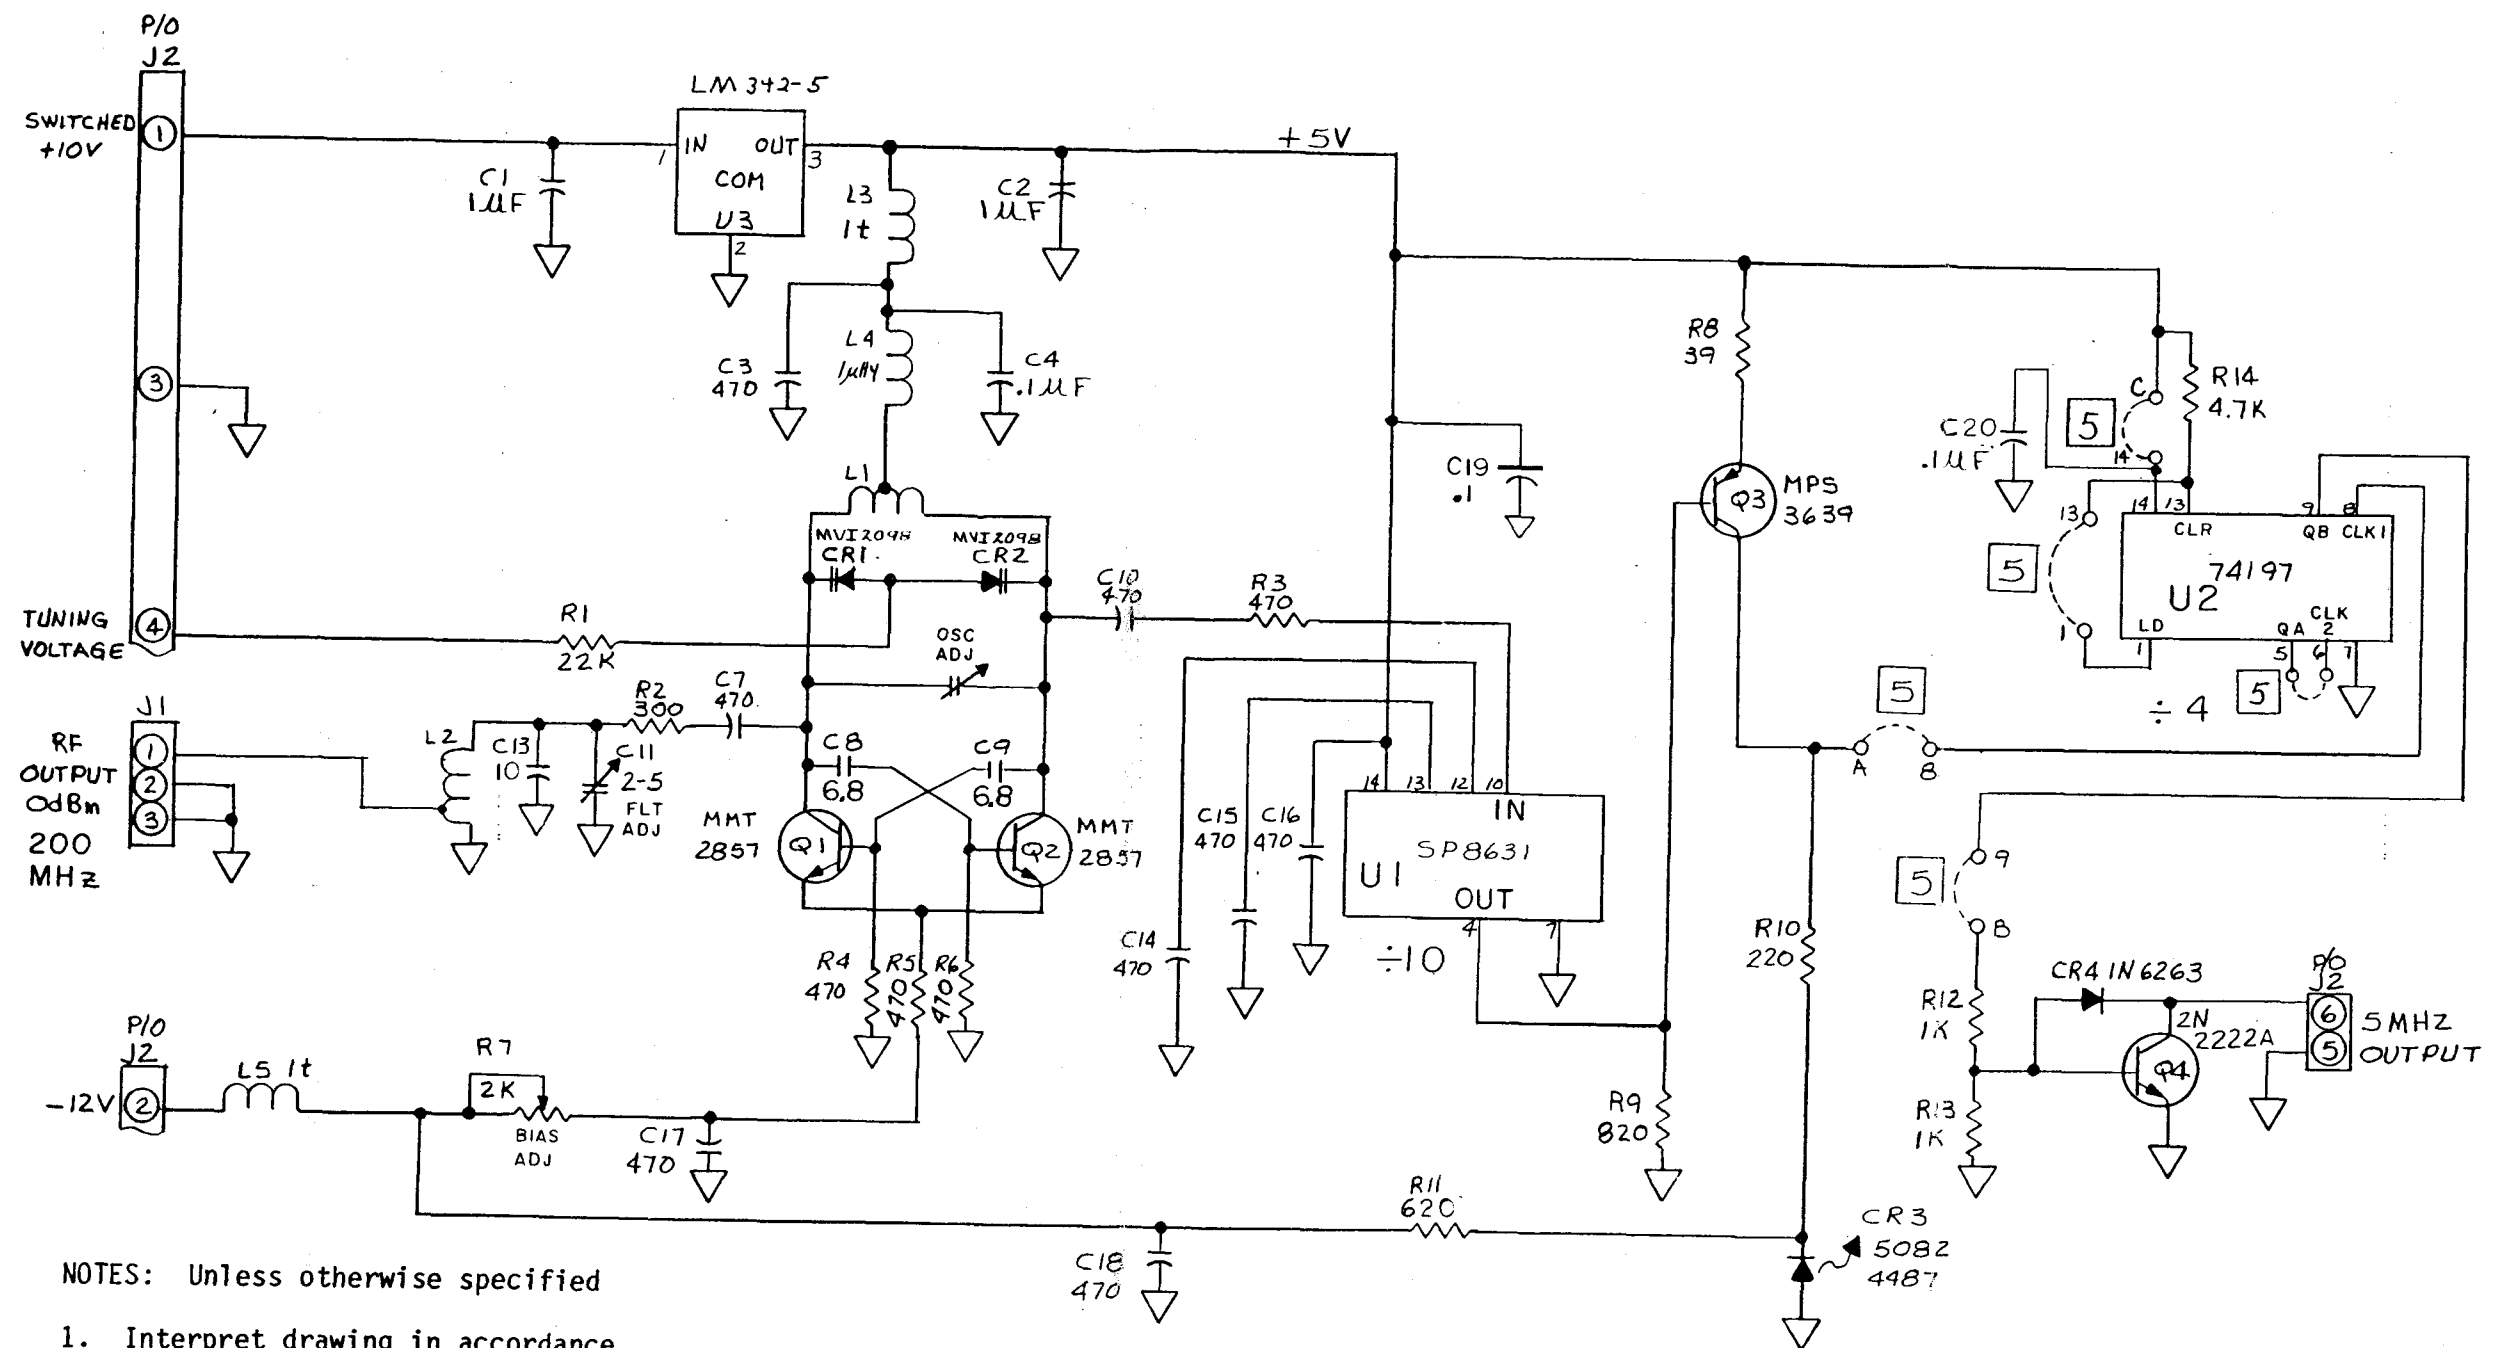 P/O
J2
SWITCHED
+10V
1
3
TUNING
VOLTAGE
4
LM342-5
IN
OUT
COM
U3
1
3
2
C1
1µF
L3
1t
C2
1µF
+5V
C3
470
L4
1µHy
C4
.1µF
L1
MV12098
CR1
MV12098
CR2
R1
22K
OSC
ADJ
C10
470
R3
470
J1
RF
OUTPUT
0dBm
200
MHz
1
2
3
L2
C13
10
C11
2-5
FLT
ADJ
R2
300
C7
470
C8
6.8
C9
6.8
MMT
2857
Q1
Q2
MMT
2857
R4
470
R5
470
R6
470
C14
470
C15
470
C16
470
C19
.1
14
13
12
10
IN
SP8631
U1
OUT
4
7
÷10
R8
39
Q3
MPS
3639
C20
.1µF
5
C
14
R14
4.7K
13
5
1
14
13
9
8
CLR
QB
CLK1
74197
U2
LD
QA
CLK
2
1
5
6
7
5
÷4
5
A
B
5
9
B
R10
220
R12
1K
R13
1K
CR4 1N6263
2N
2222A
Q4
P/O
J2
6
5
5MHZ
OUTPUT
P/O
J2
-12V
2
L5 1t
R7
2K
BIAS
ADJ
C17
470
R9
820
R11
620
C18
470
CR3
5082
4487
NOTES: Unless otherwise specified
1. Interpret drawing in accordance